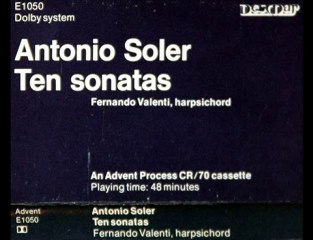 E1050
Dolby system
Antonio Soler
Ten sonatas
Fernando Valenti, harpsichord
An Advent Process CR/70 cassette
Playing time: 48 minutes
Advent
E1050
Antonio Soler
Ten sonatas
Fernando Valenti, harpsichord